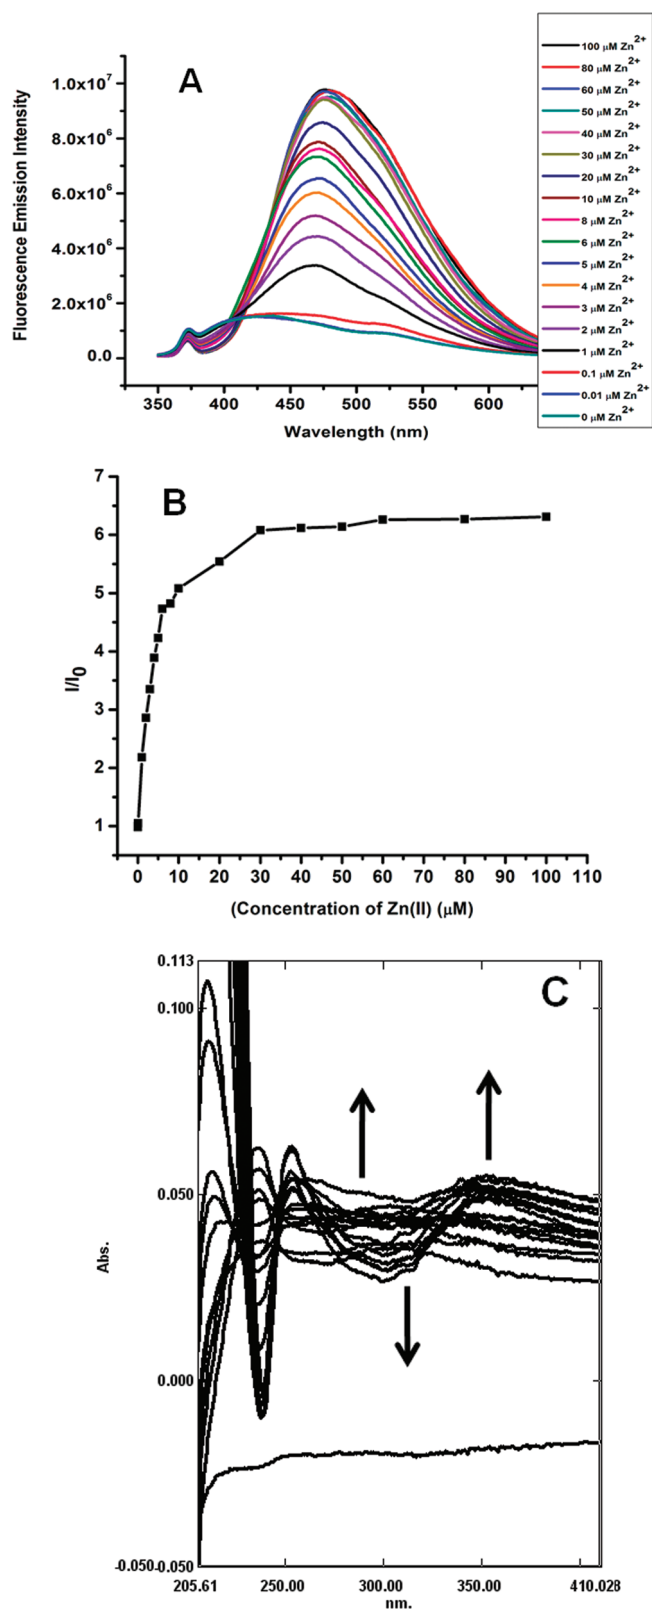 A
Fluorescence Emission Intensity
1.0x10⁷
8.0x10⁶
6.0x10⁶
4.0x10⁶
2.0x10⁶
0.0
350 400 450 500 550 600
Wavelength (nm)
100 μM Zn²⁺
80 μM Zn²⁺
60 μM Zn²⁺
50 μM Zn²⁺
40 μM Zn²⁺
30 μM Zn²⁺
20 μM Zn²⁺
10 μM Zn²⁺
8 μM Zn²⁺
6 μM Zn²⁺
5 μM Zn²⁺
4 μM Zn²⁺
3 μM Zn²⁺
2 μM Zn²⁺
1 μM Zn²⁺
0.1 μM Zn²⁺
0.01 μM Zn²⁺
0 μM Zn²⁺
B
I/I₀
7
6
5
4
3
2
1
0 10 20 30 40 50 60 70 80 90 100 110
(Concentration of Zn(II) (μM)
C
Abs.
0.113
0.100
0.050
0.000
-0.050 -0.050
205.61 250.00 300.00 350.00 410.028
nm.